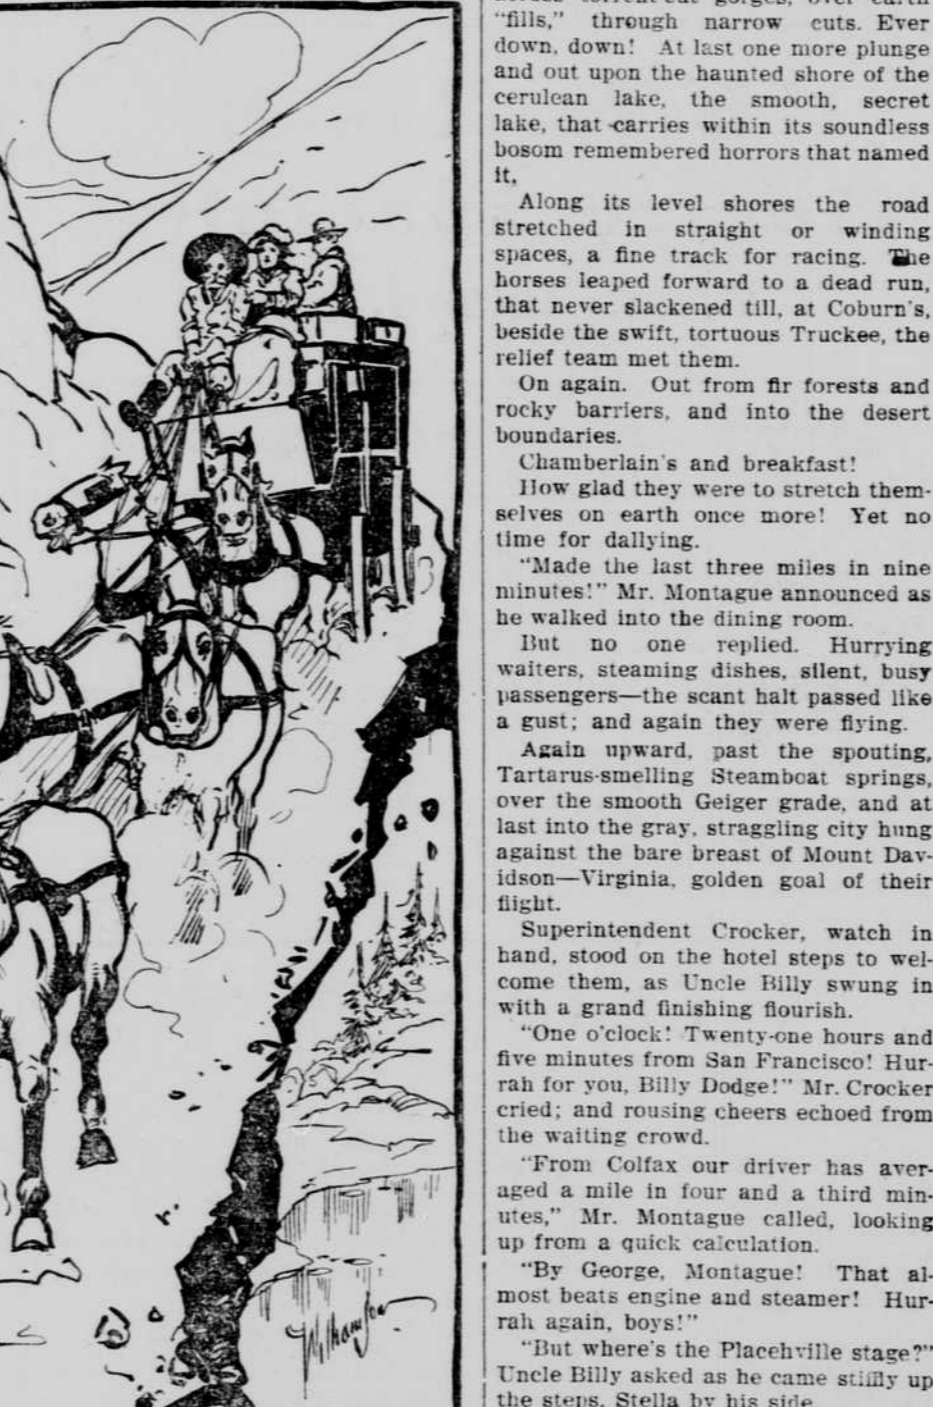 "fills," through narrow cuts. Ever
down, down! At last one more plunge
and out upon the haunted shore of the
cerulean lake, the smooth, secret
lake, that carries within its soundless
bosom remembered horrors that named
it.
Along its level shores the road
stretched in straight or winding
spaces, a fine track for racing. The
horses leaped forward to a dead run,
that never slackened till, at Coburn's,
beside the swift, tortuous Truckee, the
relief team met them.
On again. Out from fir forests and
rocky barriers, and into the desert
boundaries.
Chamberlain's and breakfast!
How glad they were to stretch them-
selves on earth once more! Yet no
time for dallying.
"Made the last three miles in nine
minutes!" Mr. Montague announced as
he walked into the dining room.
But no one replied. Hurrying
waiters, steaming dishes, silent, busy
passengers—the scant halt passed like
a gust; and again they were flying.
Again upward, past the spouting,
Tartarus-smelling Steamboat springs,
over the smooth Geiger grade, and at
last into the gray, straggling city hung
against the bare breast of Mount Dav-
idson—Virginia, golden goal of their
flight.
Superintendent Crocker, watch in
hand, stood on the hotel steps to wel-
come them, as Uncle Billy swung in
with a grand finishing flourish.
"One o'clock! Twenty-one hours and
five minutes from San Francisco! Hur-
rah for you, Billy Dodge!" Mr. Crocker
cried; and rousing cheers echoed from
the waiting crowd.
"From Colfax our driver has aver-
aged a mile in four and a third min-
utes," Mr. Montague called, looking
up from a quick calculation.
"By George, Montague! That al-
most beats engine and steamer! Hur-
rah again, boys!"
"But where's the Placehville stage?"
Uncle Billy asked as he came stiffly up
the steps, Stella by his side.